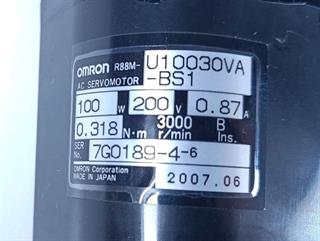 OMRON R88M- U10030VA
AC SERVOMOTOR -BS1
100 W 200 V 0.87 A
0.318 N·m 3000 r/min B Ins.
SER No. 7G0189-4-6
OMRON Corporation
MADE IN JAPAN 2007.06